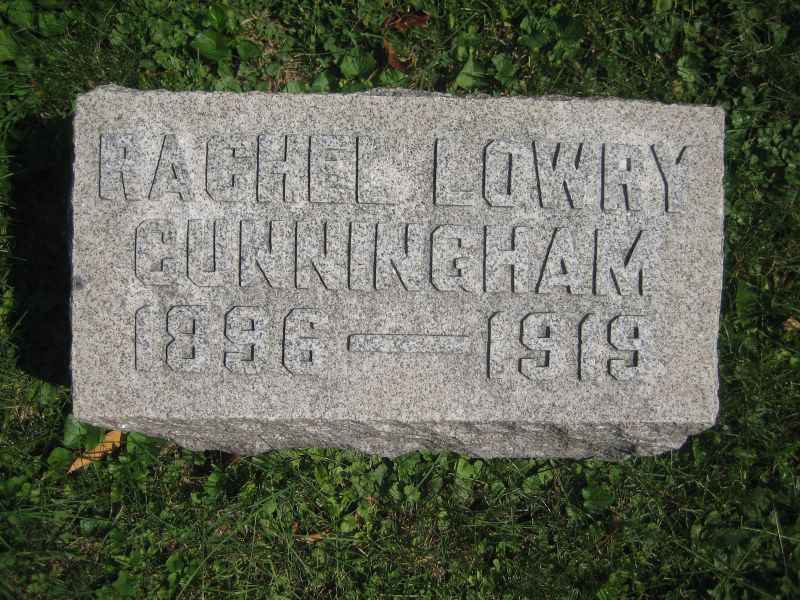 RACHEL LOWRY
CUNNINGHAM
1896 — 1919